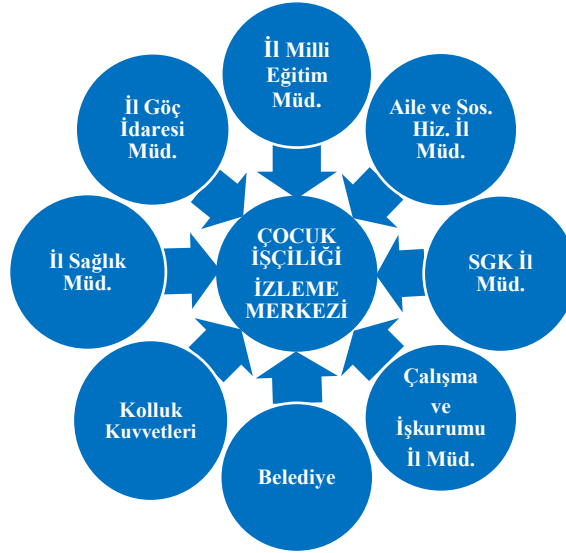 İl Milli
Eğitim
Müd.
Aile ve Sos.
Hiz. İl
Müd.
SGK İl
Müd.
Çalışma
ve
İşkurumu
İl Müd.
Belediye
Kolluk
Kuvvetleri
İl Sağlık
Müd.
İl Göç
İdaresi
Müd.
ÇOCUK
İŞÇİLİĞİ
İZLEME
MERKEZİ